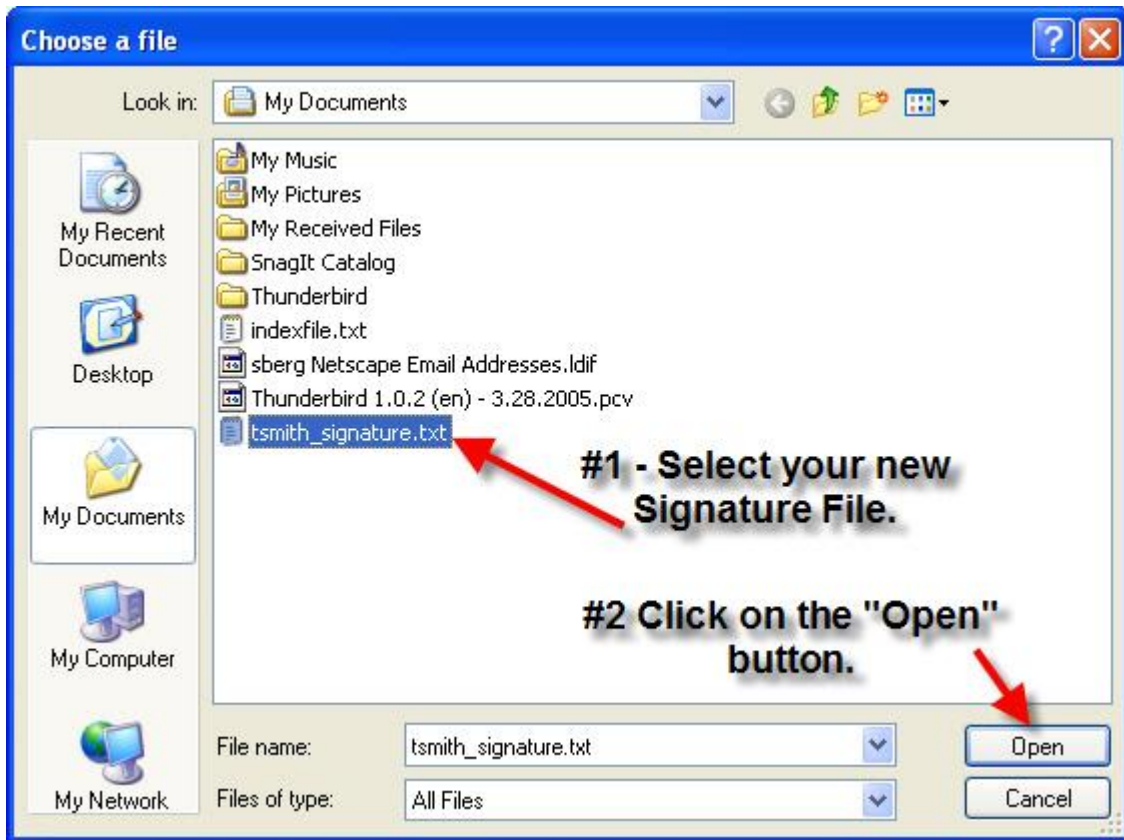 Choose a file
Look in: My Documents
My Recent
Documents
Desktop
My Documents
My Computer
My Network
My Music
My Pictures
My Received Files
SnagIt Catalog
Thunderbird
indexfile.txt
sberg Netscape Email Addresses.ldif
Thunderbird 1.0.2 (en) - 3.28.2005.pcv
tsmith_signature.txt
#1 - Select your new
Signature File.
#2 Click on the "Open"
button.
File name: tsmith_signature.txt Open
Files of type: All Files Cancel